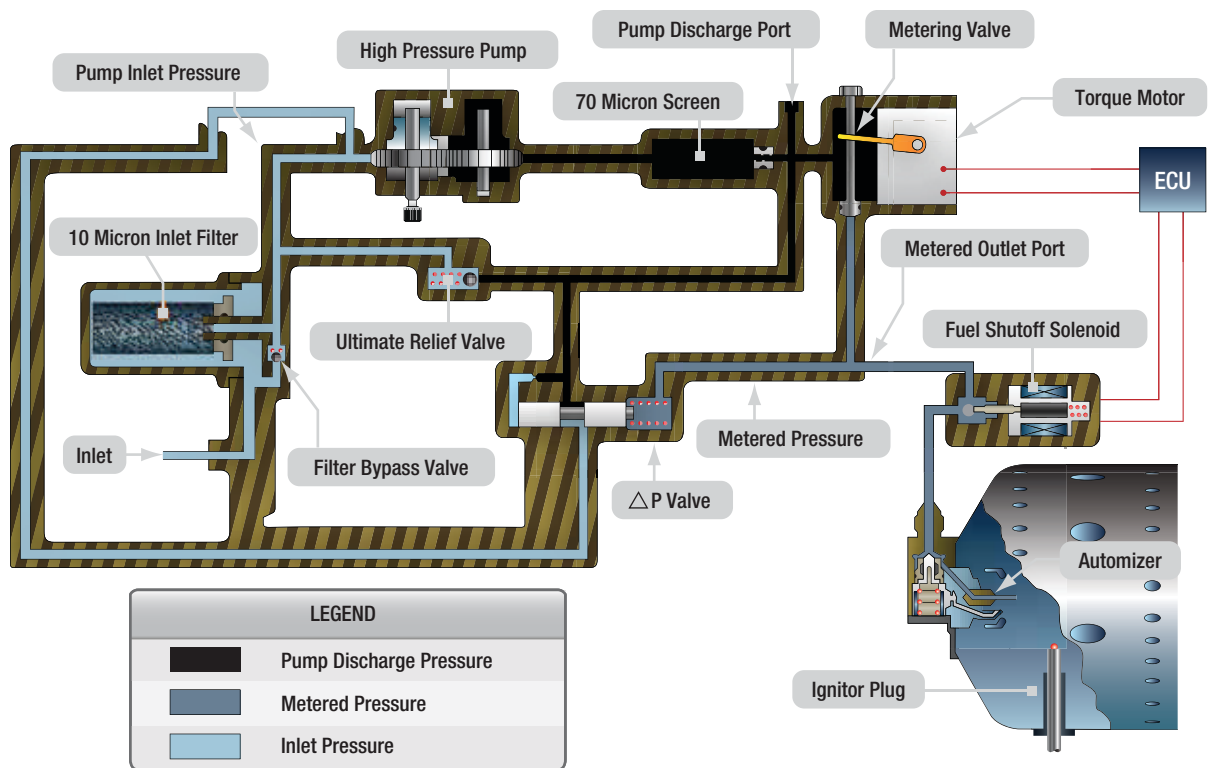 Pump Discharge Port
Metering Valve
High Pressure Pump
Pump Inlet Pressure
70 Micron Screen
Torque Motor
ECU
10 Micron Inlet Filter
Metered Outlet Port
Fuel Shutoff Solenoid
Ultimate Relief Valve
Metered Pressure
Inlet
Filter Bypass Valve
△P Valve
Automizer
LEGEND
Pump Discharge Pressure
Metered Pressure
Inlet Pressure
Ignitor Plug